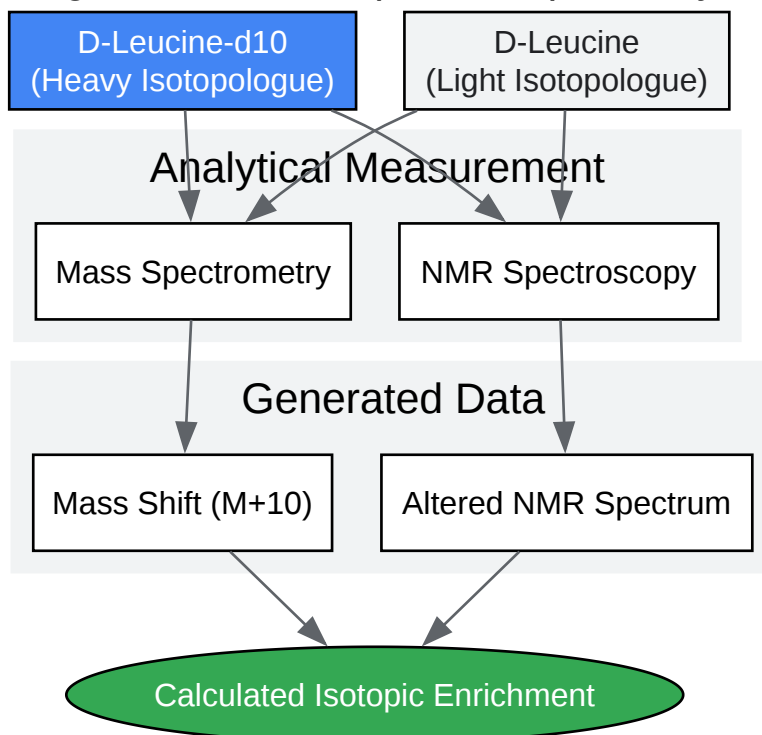 D-Leucine-d10
(Heavy Isotopologue)
D-Leucine
(Light Isotopologue)
Analytical Measurement
Mass Spectrometry
NMR Spectroscopy
Generated Data
Mass Shift (M+10)
Altered NMR Spectrum
Calculated Isotopic Enrichment